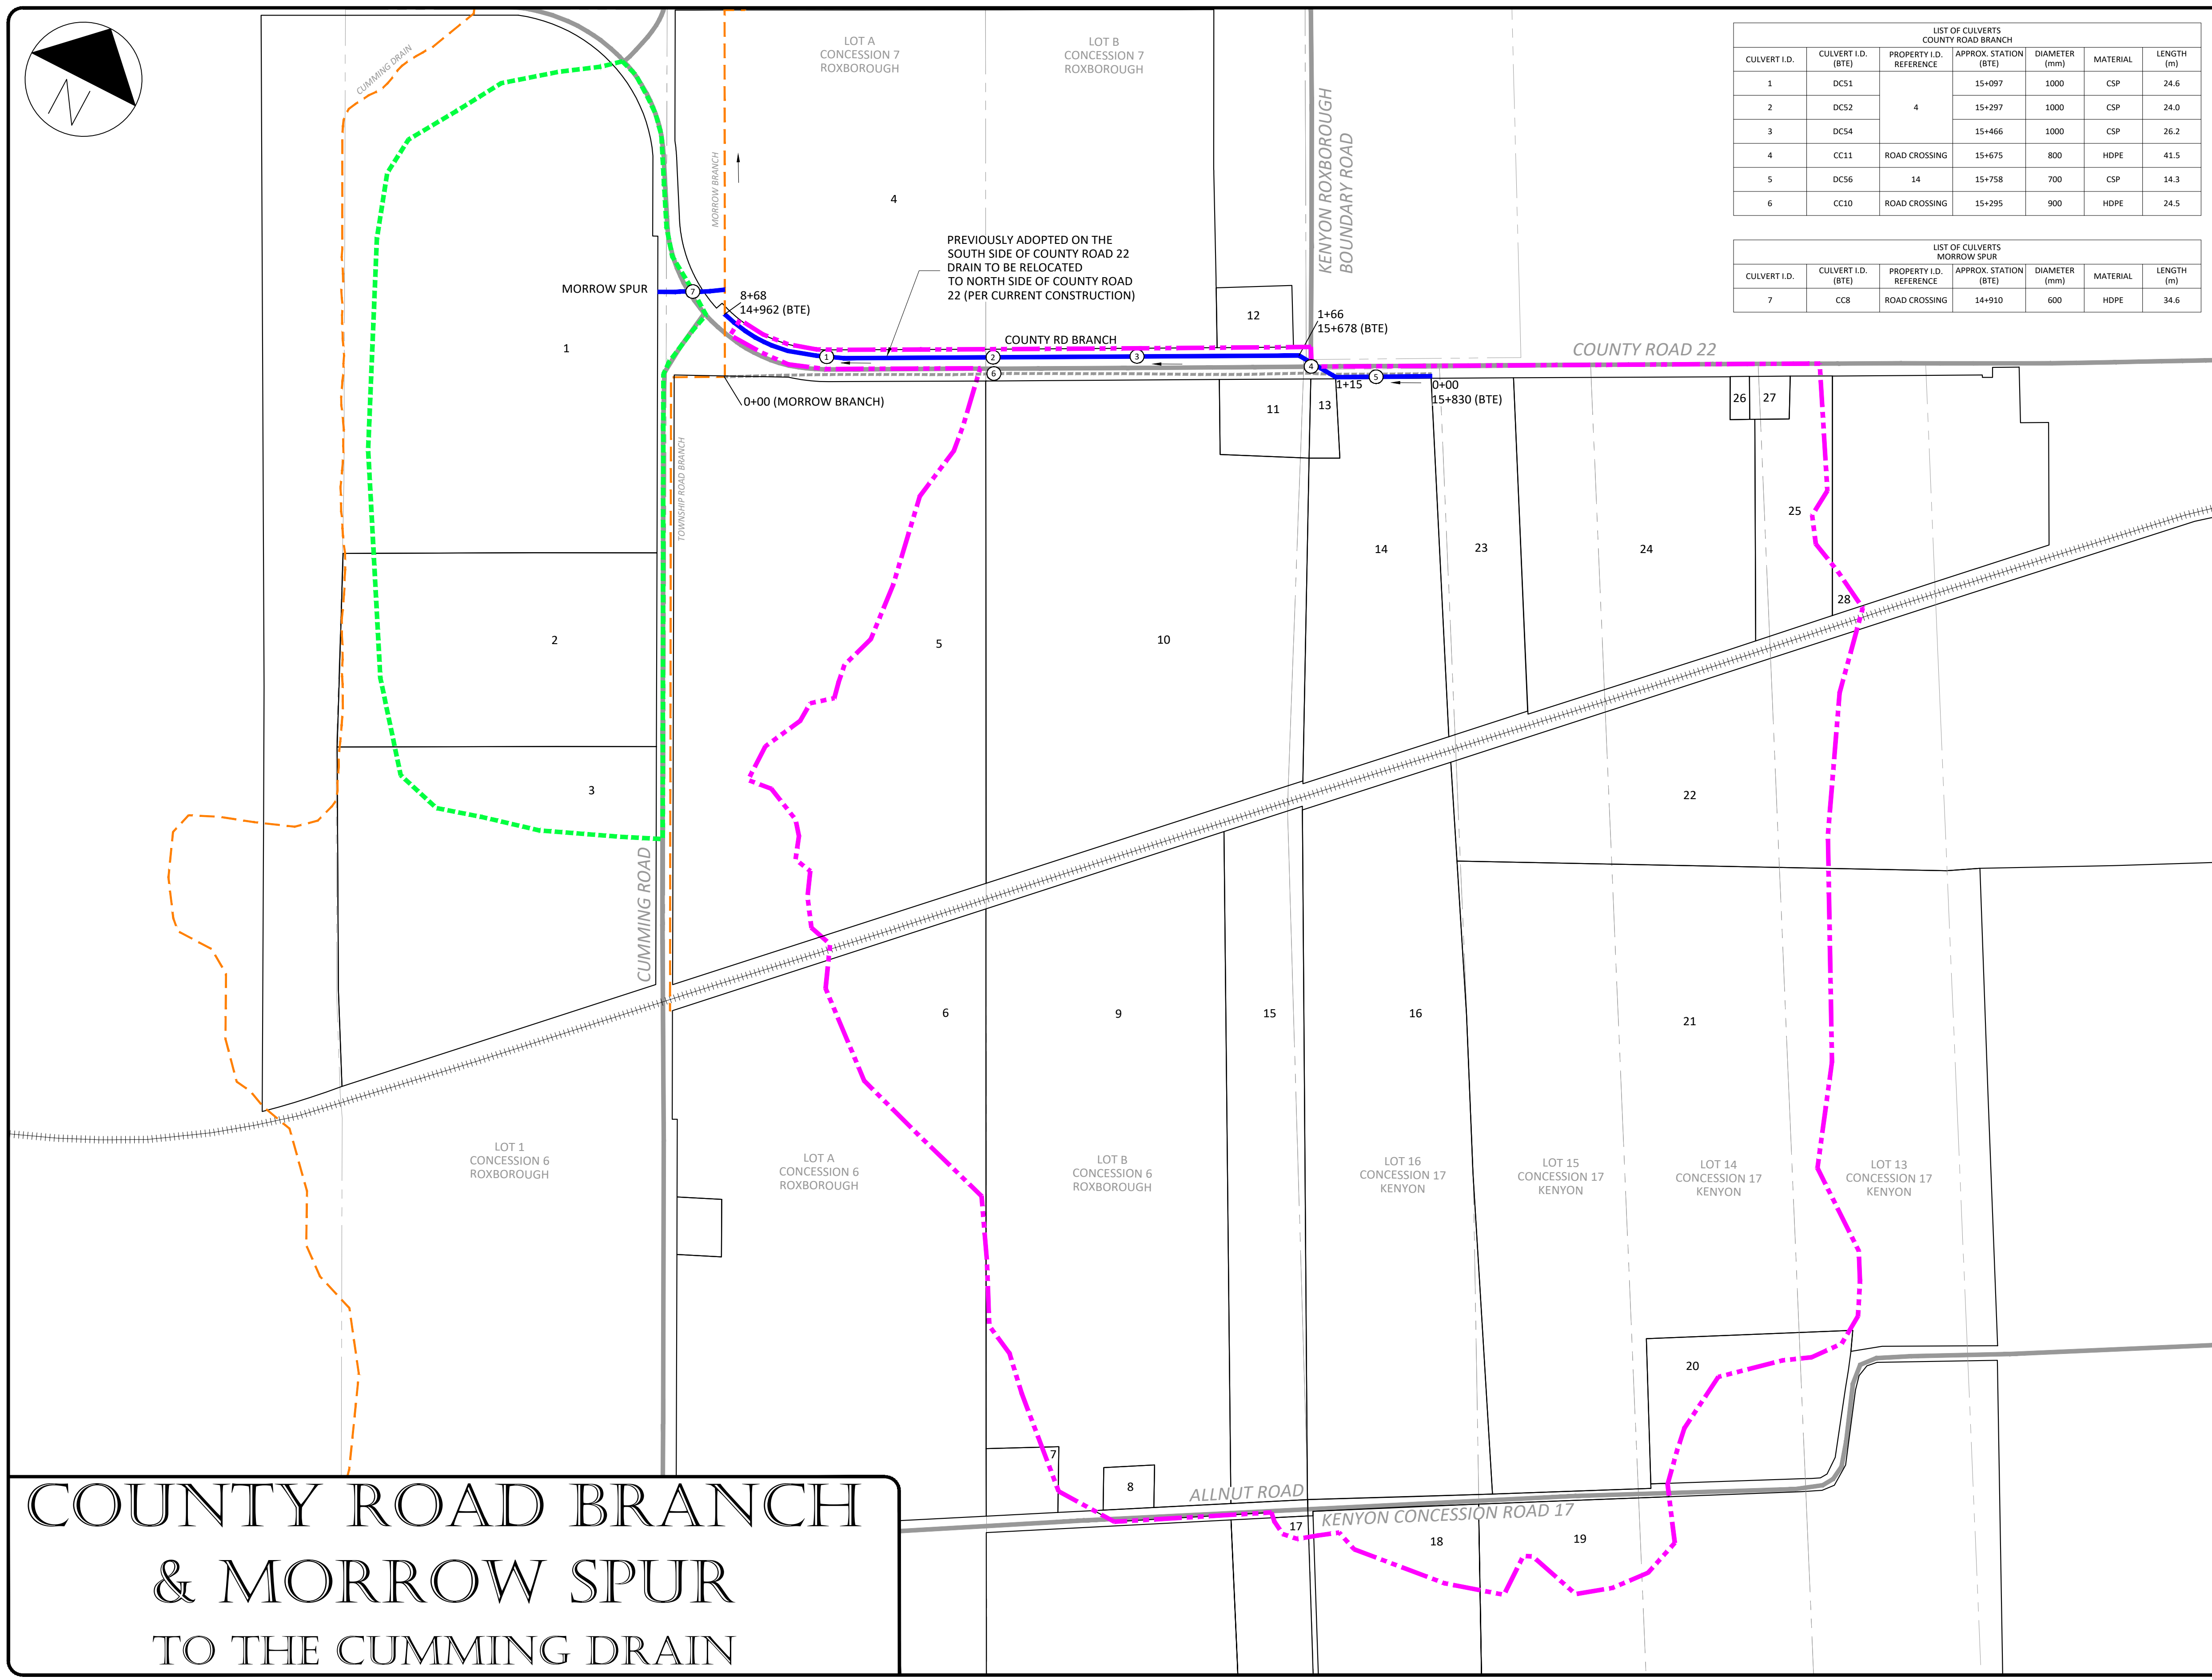 N
CUMMING DRAIN
LOT A
CONCESSION 7
ROXBOROUGH
LOT B
CONCESSION 7
ROXBOROUGH
KENYON ROXBOROUGH
BOUNDARY ROAD
LIST OF CULVERTS
COUNTY ROAD BRANCH
CULVERT I.D. CULVERT I.D. (BTE) PROPERTY I.D. REFERENCE APPROX. STATION (BTE) DIAMETER (mm) MATERIAL LENGTH (m)
1 DC51 4 15+097 1000 CSP 24.6
2 DC52 15+297 1000 CSP 24.0
3 DC54 15+466 1000 CSP 26.2
4 CC11 ROAD CROSSING 15+675 800 HDPE 41.5
5 DC56 14 15+758 700 CSP 14.3
6 CC10 ROAD CROSSING 15+295 900 HDPE 24.5
LIST OF CULVERTS
MORROW SPUR
CULVERT I.D. CULVERT I.D. (BTE) PROPERTY I.D. REFERENCE APPROX. STATION (BTE) DIAMETER (mm) MATERIAL LENGTH (m)
7 CC8 ROAD CROSSING 14+910 600 HDPE 34.6
MORROW BRANCH
4
PREVIOUSLY ADOPTED ON THE
SOUTH SIDE OF COUNTY ROAD 22
DRAIN TO BE RELOCATED
TO NORTH SIDE OF COUNTY ROAD
22 (PER CURRENT CONSTRUCTION)
MORROW SPUR
7
8+68
14+962 (BTE)
12
1+66
15+678 (BTE)
COUNTY RD BRANCH
COUNTY ROAD 22
1
1
2
3
4
6
5
1+15
0+00
15+830 (BTE)
0+00 (MORROW BRANCH)
11
13
26
27
TOWNSHIP ROAD BRANCH
25
14
23
24
28
2
5
10
3
22
CUMMING ROAD
6
9
15
16
21
LOT 1
CONCESSION 6
ROXBOROUGH
LOT A
CONCESSION 6
ROXBOROUGH
LOT B
CONCESSION 6
ROXBOROUGH
LOT 16
CONCESSION 17
KENYON
LOT 15
CONCESSION 17
KENYON
LOT 14
CONCESSION 17
KENYON
LOT 13
CONCESSION 17
KENYON
20
7
8
ALLNUT ROAD
KENYON CONCESSION ROAD 17
17
18
19
COUNTY ROAD BRANCH
& MORROW SPUR
TO THE CUMMING DRAIN